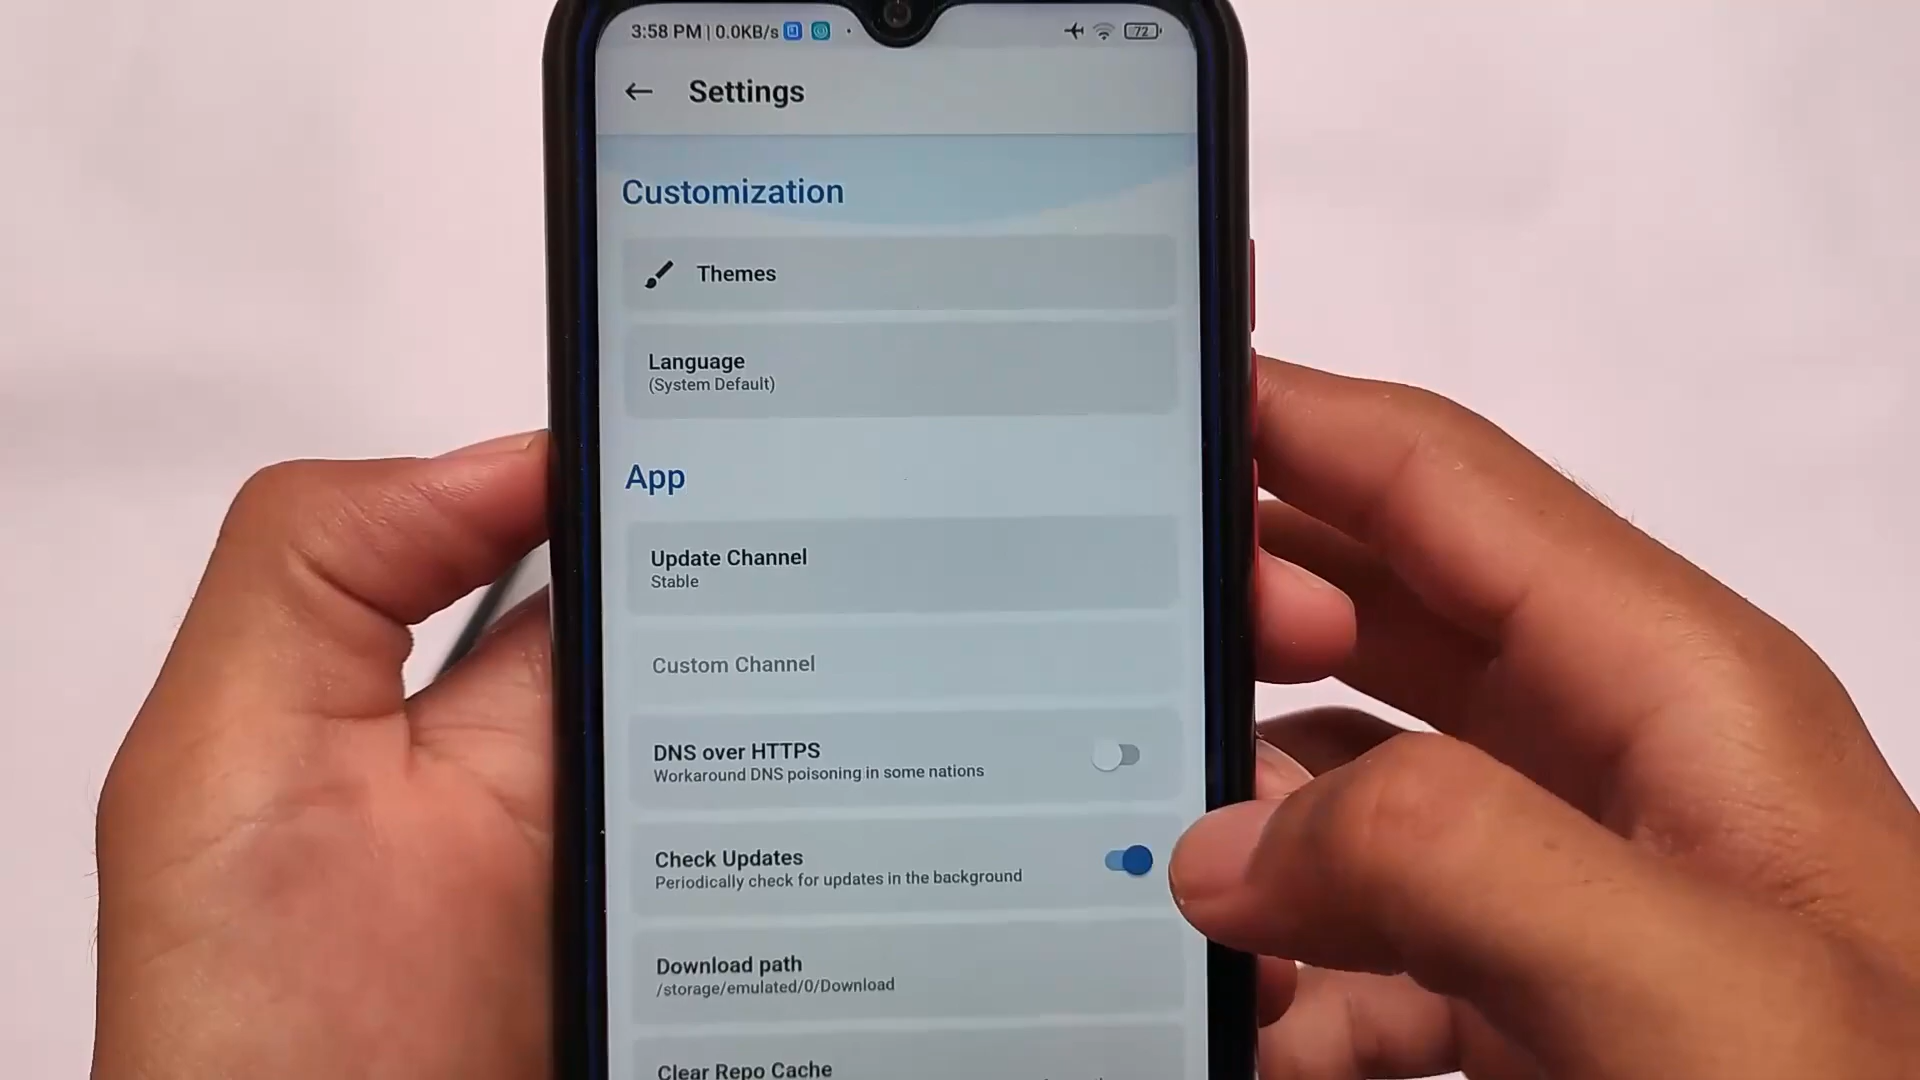 3:58 PM | 0.0KB/s
72
Settings
Customization
Themes
Language
(System Default)
App
Update Channel
Stable
Custom Channel
DNS over HTTPS
Workaround DNS poisoning in some nations
Check Updates
Periodically check for updates in the background
Download path
/storage/emulated/0/Download
Clear Repo Cache